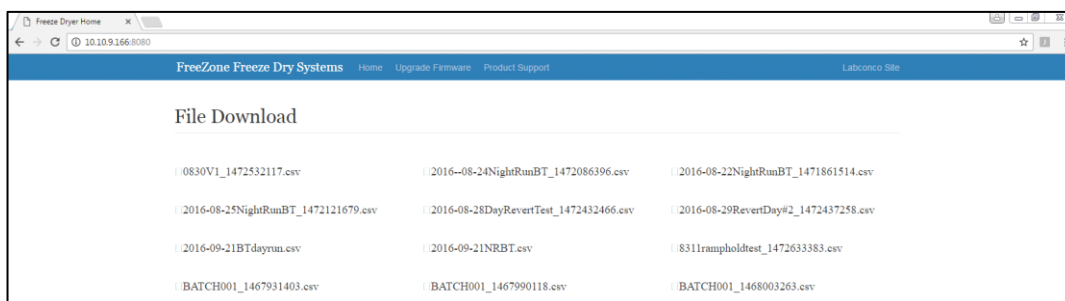 Freeze Dryer Home
10.10.9.166:8080
FreeZone Freeze Dry Systems Home Upgrade Firmware Product Support Labconco Site
File Download
0830V1_1472532117.csv 2016--08-24NightRunBT_1472086396.csv 2016-08-22NightRunBT_1471861514.csv
2016-08-25NightRunBT_1472121679.csv 2016-08-28DayRevertTest_1472432466.csv 2016-08-29RevertDay#2_1472437258.csv
2016-09-21BTdayrun.csv 2016-09-21NRBT.csv 8311rampholdtest_1472633383.csv
BATCH001_1467931403.csv BATCH001_1467990118.csv BATCH001_1468003263.csv